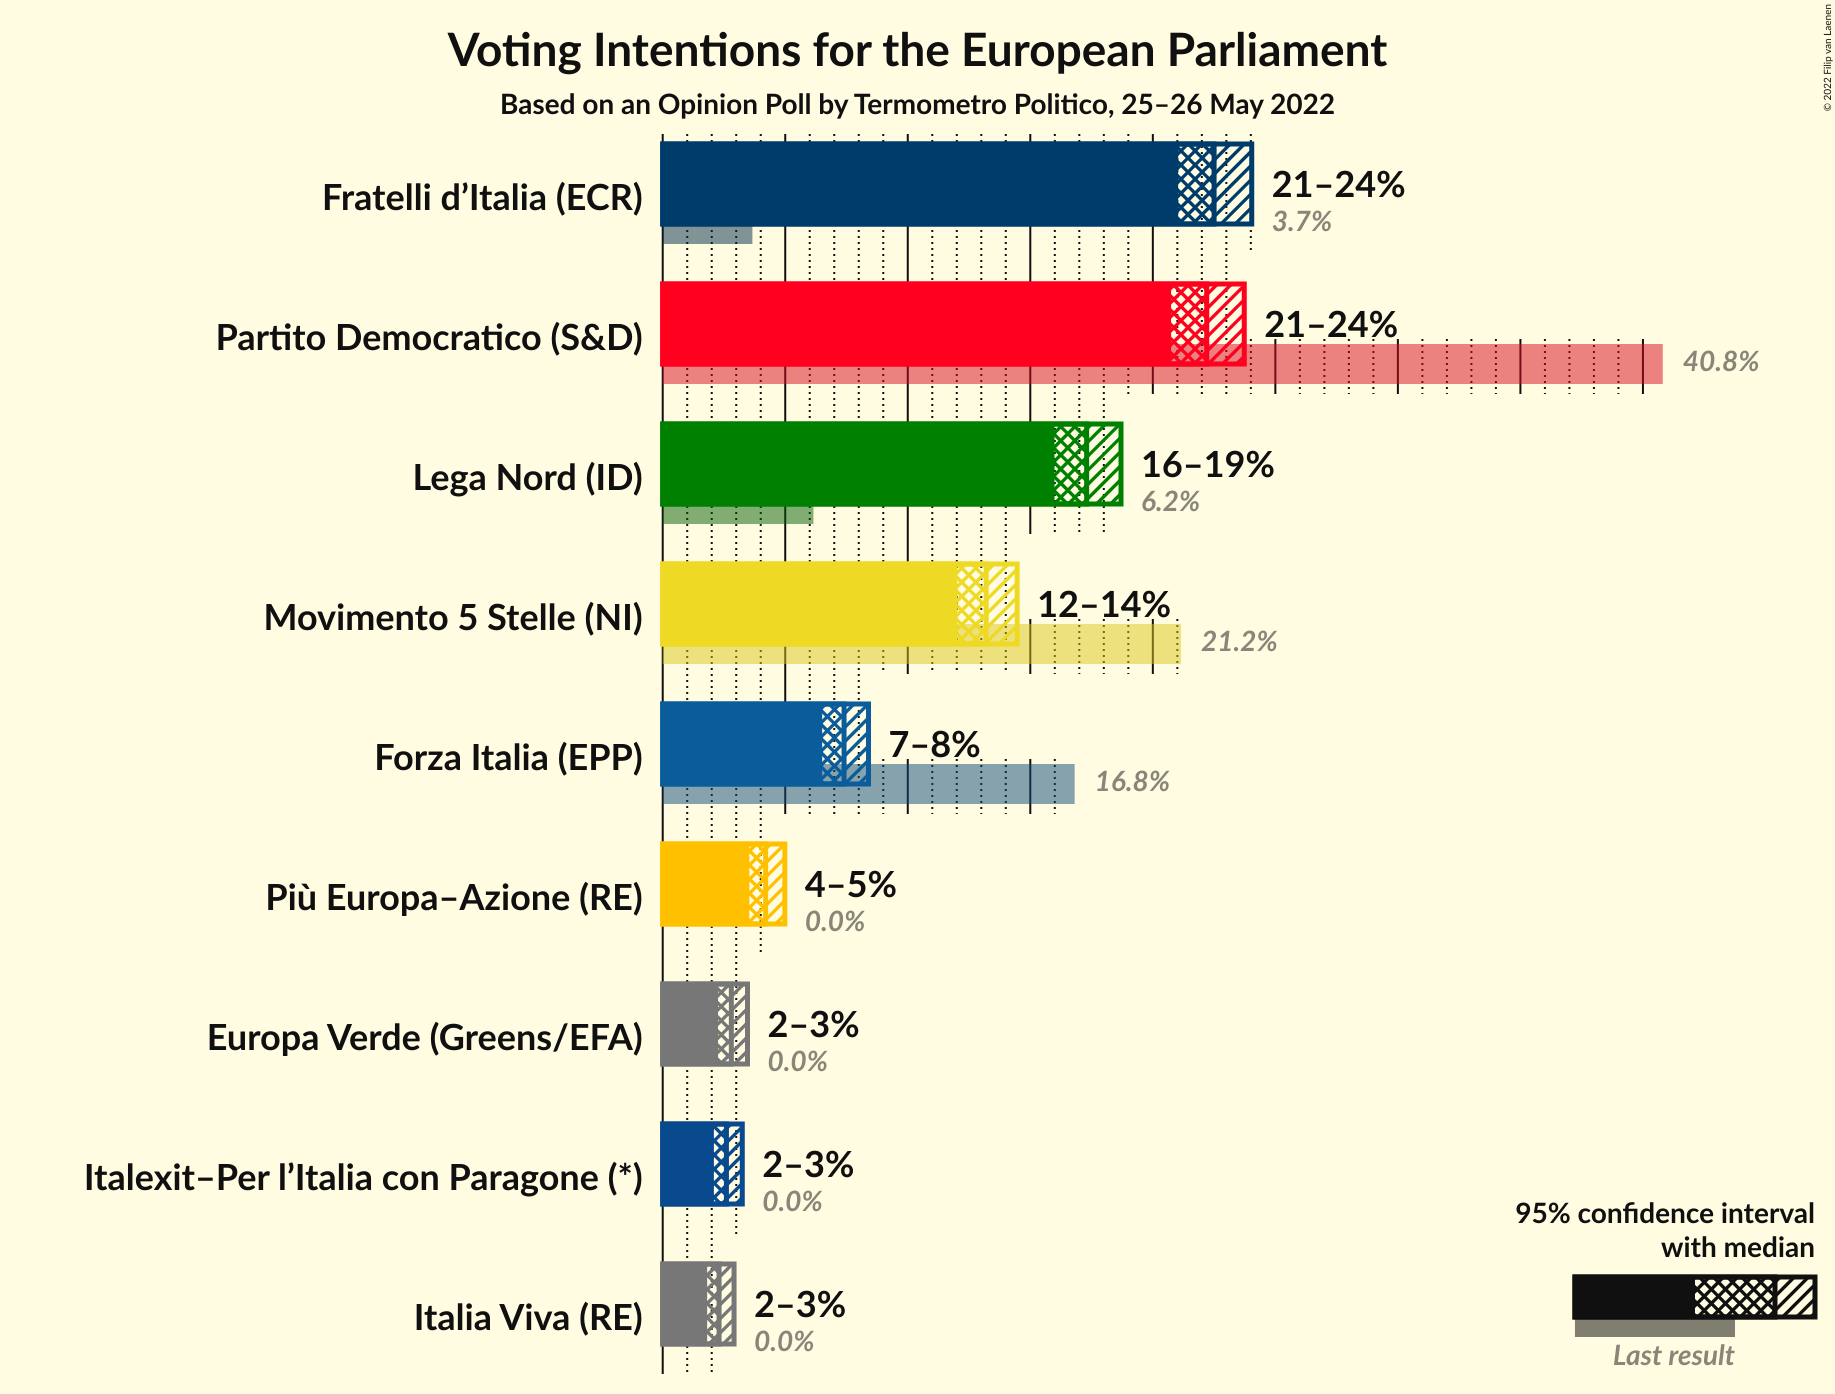 Voting Intentions for the European Parliament
Based on an Opinion Poll by Termometro Politico, 25–26 May 2022
© 2022 Filip van Laenen
Fratelli d’Italia (ECR)
21–24%
3.7%
Partito Democratico (S&D)
21–24%
40.8%
Lega Nord (ID)
16–19%
6.2%
Movimento 5 Stelle (NI)
12–14%
21.2%
Forza Italia (EPP)
7–8%
16.8%
Più Europa–Azione (RE)
4–5%
0.0%
Europa Verde (Greens/EFA)
2–3%
0.0%
Italexit–Per l’Italia con Paragone (*)
2–3%
0.0%
Italia Viva (RE)
2–3%
0.0%
95% confidence interval
with median
Last result